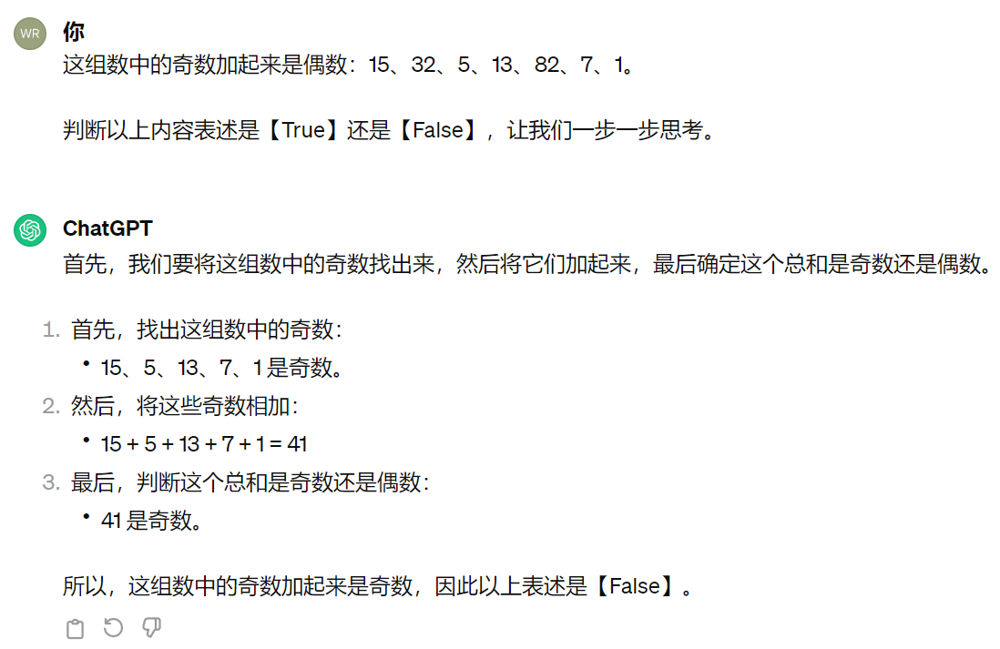 WR
你
这组数中的奇数加起来是偶数：15、32、5、13、82、7、1。
判断以上内容表述是【True】还是【False】，让我们一步一步思考。
ChatGPT
首先，我们要将这组数中的奇数找出来，然后将它们加起来，最后确定这个总和是奇数还是偶数。
1. 首先，找出这组数中的奇数：
• 15、5、13、7、1 是奇数。
2. 然后，将这些奇数相加：
• 15 + 5 + 13 + 7 + 1 = 41
3. 最后，判断这个总和是奇数还是偶数：
• 41 是奇数。
所以，这组数中的奇数加起来是奇数，因此以上表述是【False】。